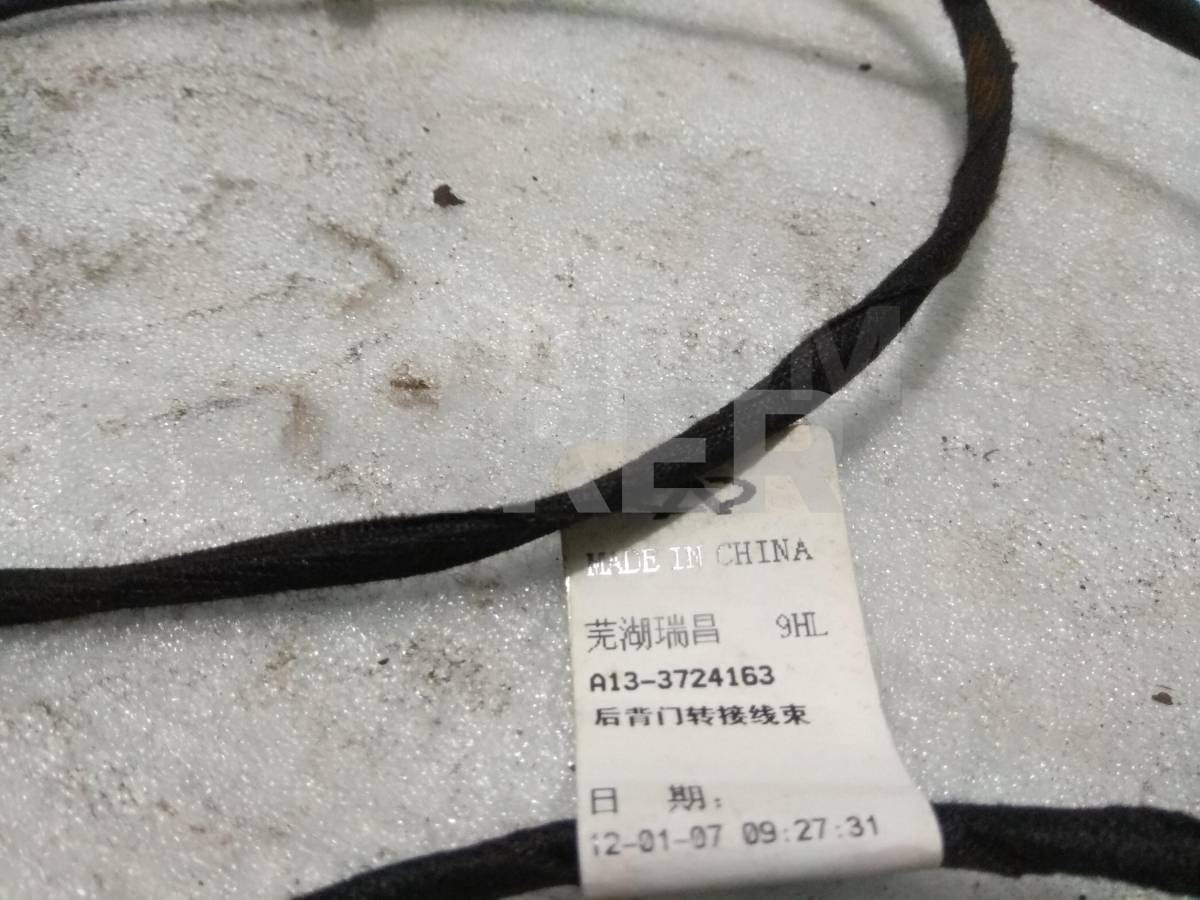 MADE IN CHINA
芜湖瑞昌 9HL
A13-3724163
后背门转接线束
日 期:
12-01-07 09:27:31